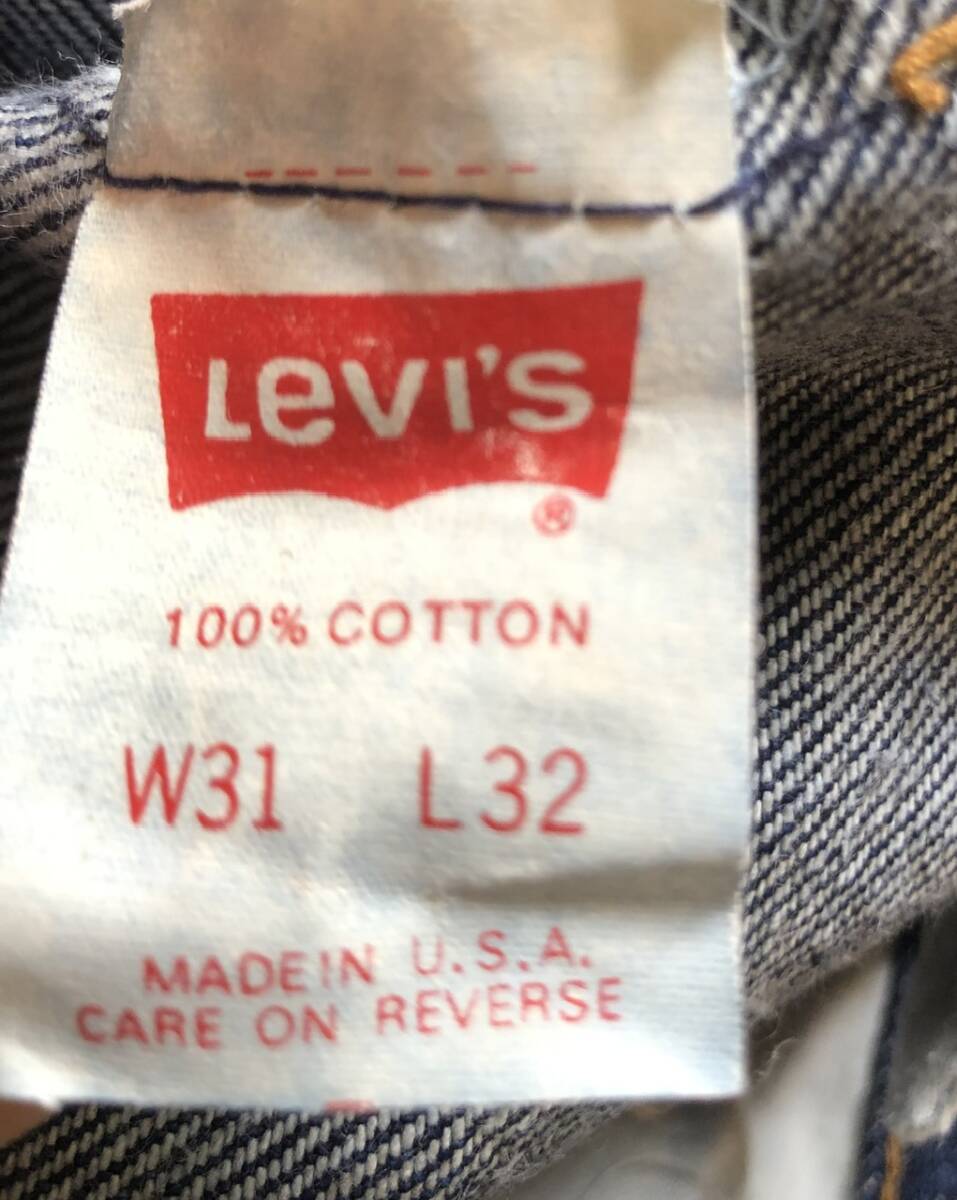 Levi's
®
100% COTTON
W31 L32
MADE IN U.S.A.
CARE ON REVERSE